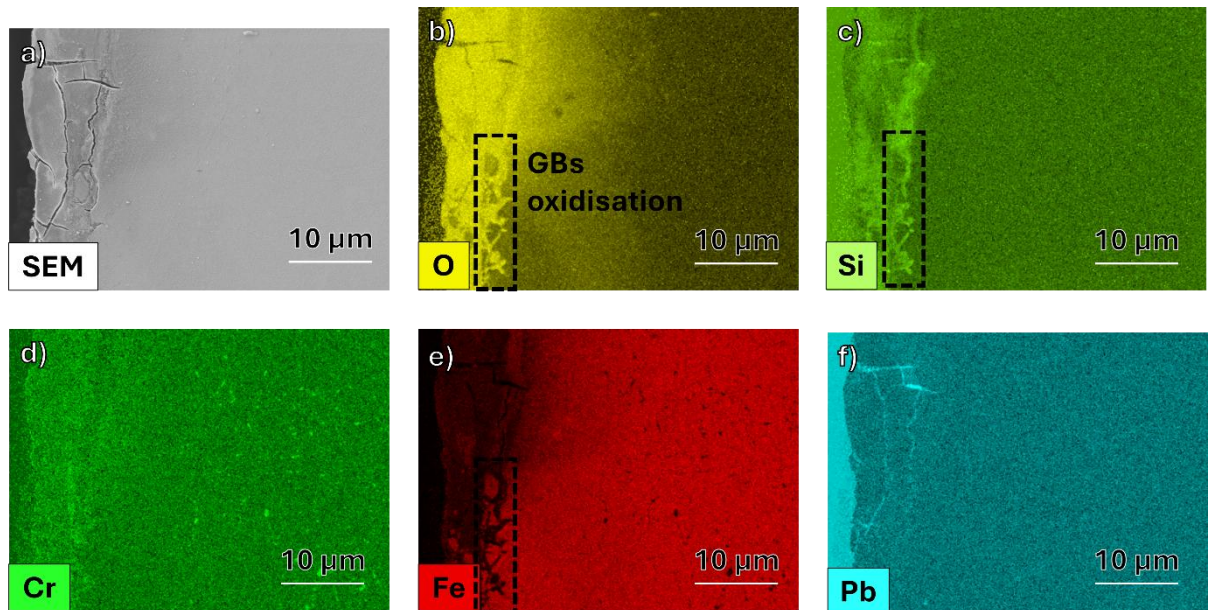 a)
SEM
10 µm
b)
GBs
oxidisation
O
10 µm
c)
Si
10 µm
d)
Cr
10 µm
e)
Fe
10 µm
f)
Pb
10 µm